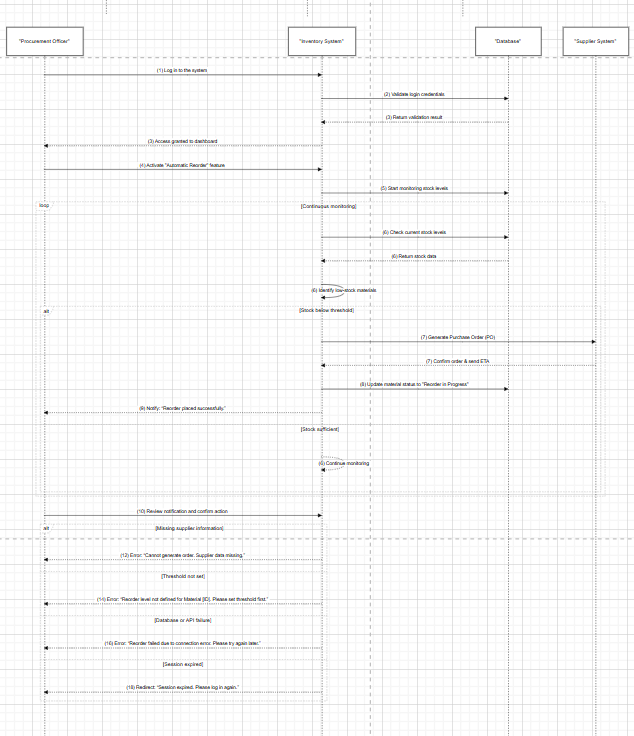 "Procurement Officer"
"Inventory System"
"Database"
"Supplier System"
(1) Log in to the system
(2) Validate login credentials
(3) Return validation result
(3) Access granted to dashboard
(4) Activate "Automatic Reorder" feature
(5) Start monitoring stock levels
loop
[Continuous monitoring]
(6) Check current stock levels
(6) Return stock data
(6) Identify low-stock materials
alt
[Stock below threshold]
(7) Generate Purchase Order (PO)
(7) Confirm order & send ETA
(8) Update material status to "Reorder in Progress"
(9) Notify: "Reorder placed successfully."
[Stock sufficient]
(6) Continue monitoring
(10) Review notification and confirm action
alt
[Missing supplier information]
(12) Error: "Cannot generate order. Supplier data missing."
[Threshold not set]
(14) Error: "Reorder level not defined for Material [ID]. Please set threshold first."
[Database or API failure]
(16) Error: "Reorder failed due to connection error. Please try again later."
[Session expired]
(18) Redirect: "Session expired. Please log in again."